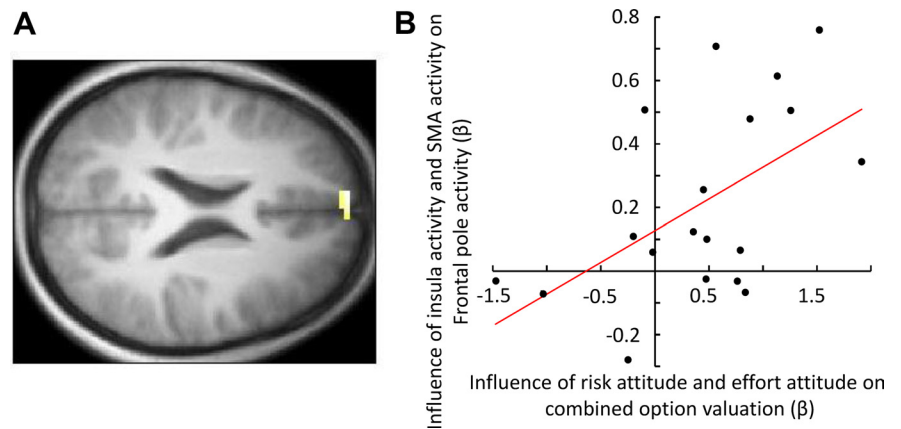 A
B
Influence of insula activity and SMA activity on
Frontal pole activity (β)
0.8
0.6
0.4
0.2
-0.2
-1.5
-0.5
0.5
1.5
Influence of risk attitude and effort attitude on
combined option valuation (β)